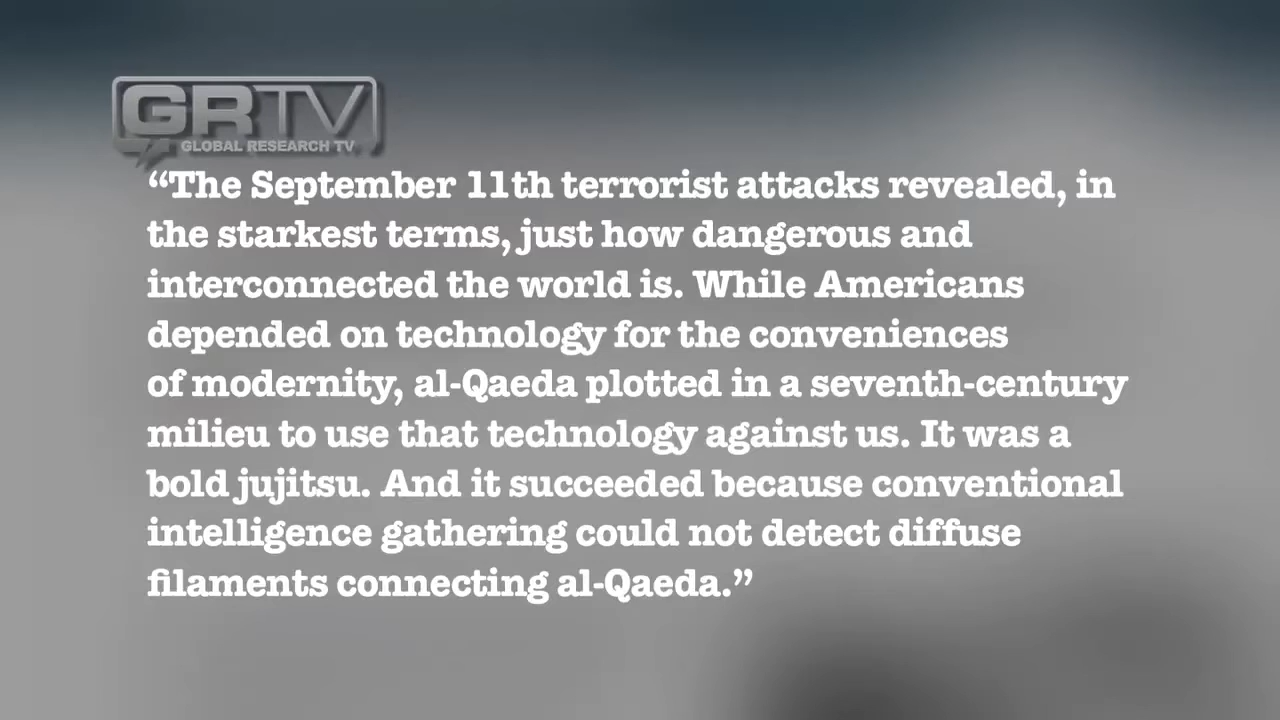 GRTV
GLOBAL RESEARCH TV
“The September 11th terrorist attacks revealed, in
the starkest terms, just how dangerous and
interconnected the world is. While Americans
depended on technology for the conveniences
of modernity, al-Qaeda plotted in a seventh-century
milieu to use that technology against us. It was a
bold jujitsu. And it succeeded because conventional
intelligence gathering could not detect diffuse
filaments connecting al-Qaeda.”